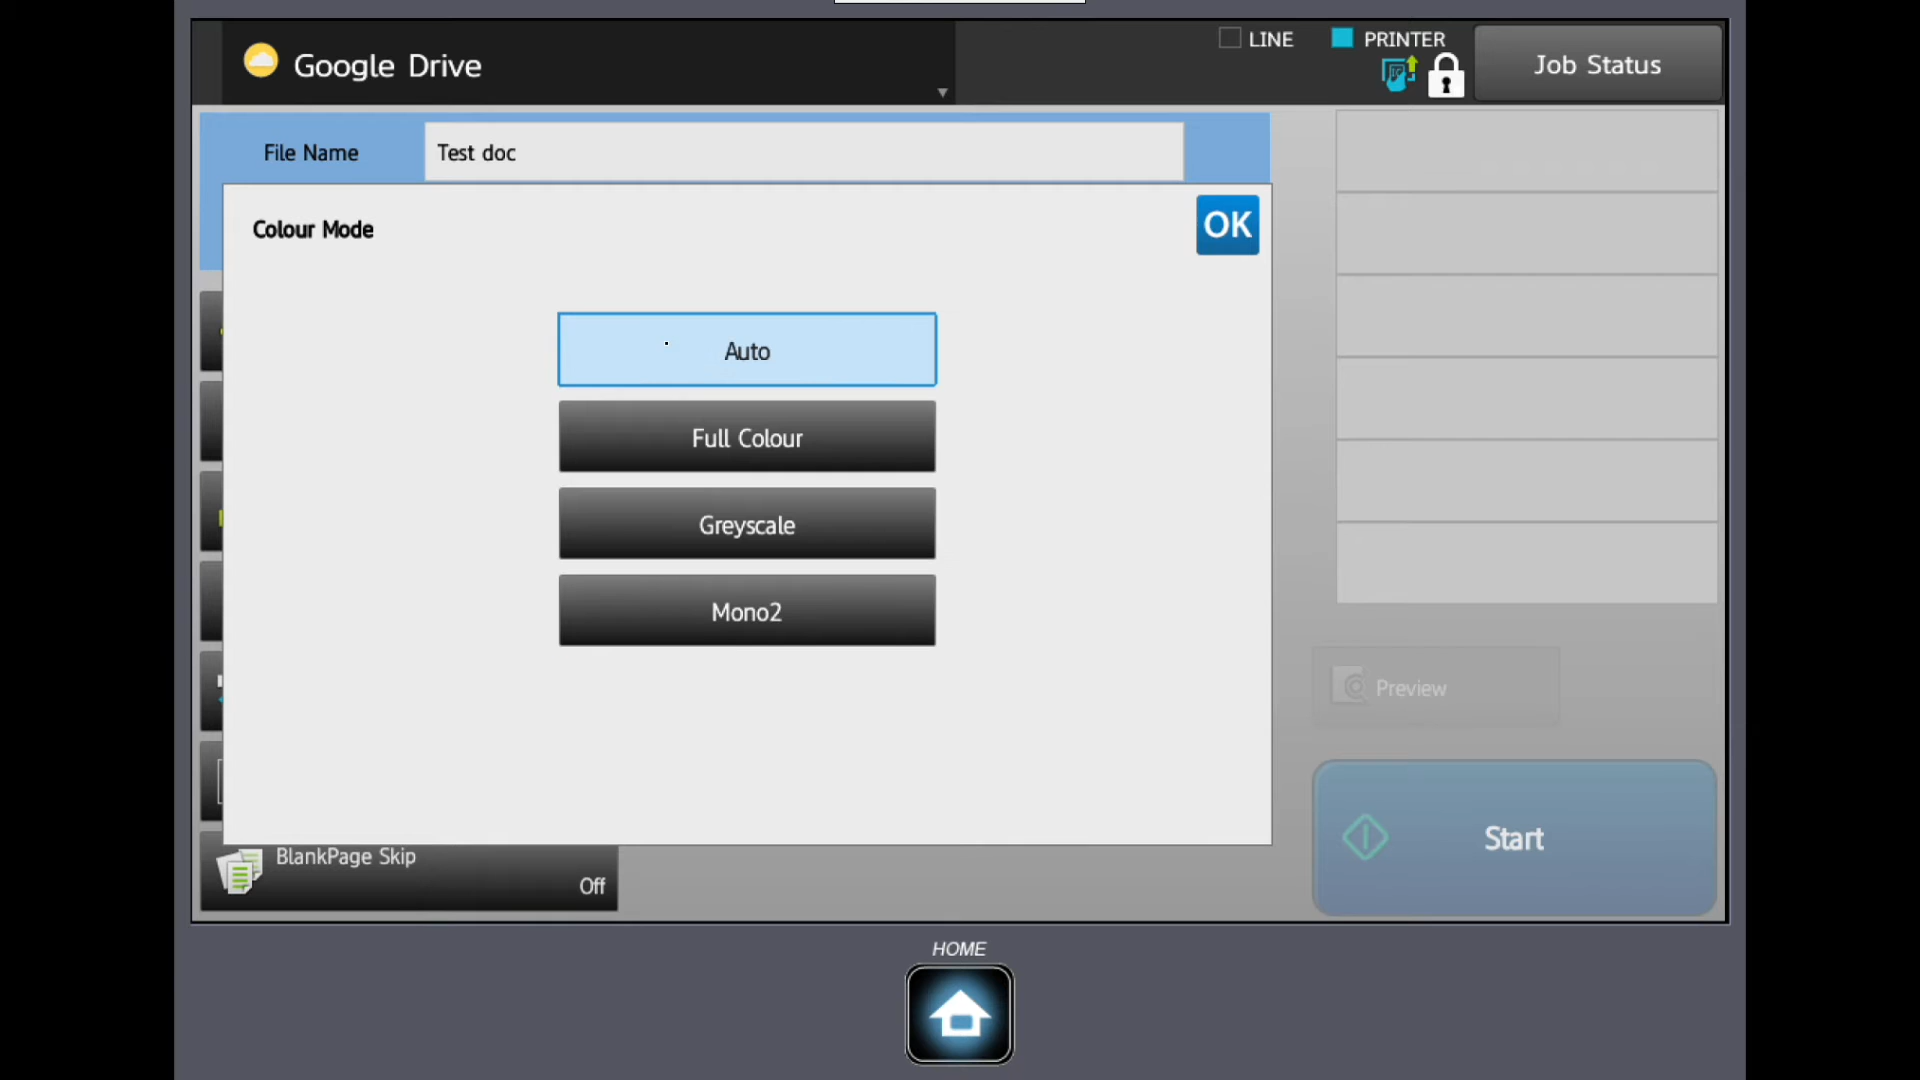 Google Drive
LINE
PRINTER
Job Status
File Name
Test doc
Colour Mode
OK
Auto
Full Colour
Greyscale
Mono2
Preview
Start
BlankPage Skip
Off
HOME